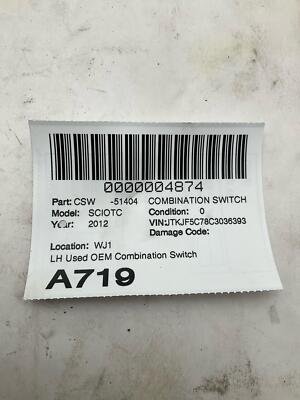 0000004874
Part: CSW -51404 COMBINATION SWITCH
Model: SCIOTC Condition: 0
Year: 2012 VIN:JTKJF5C78C3036393
Damage Code:
Location: WJ1
LH Used OEM Combination Switch
A719